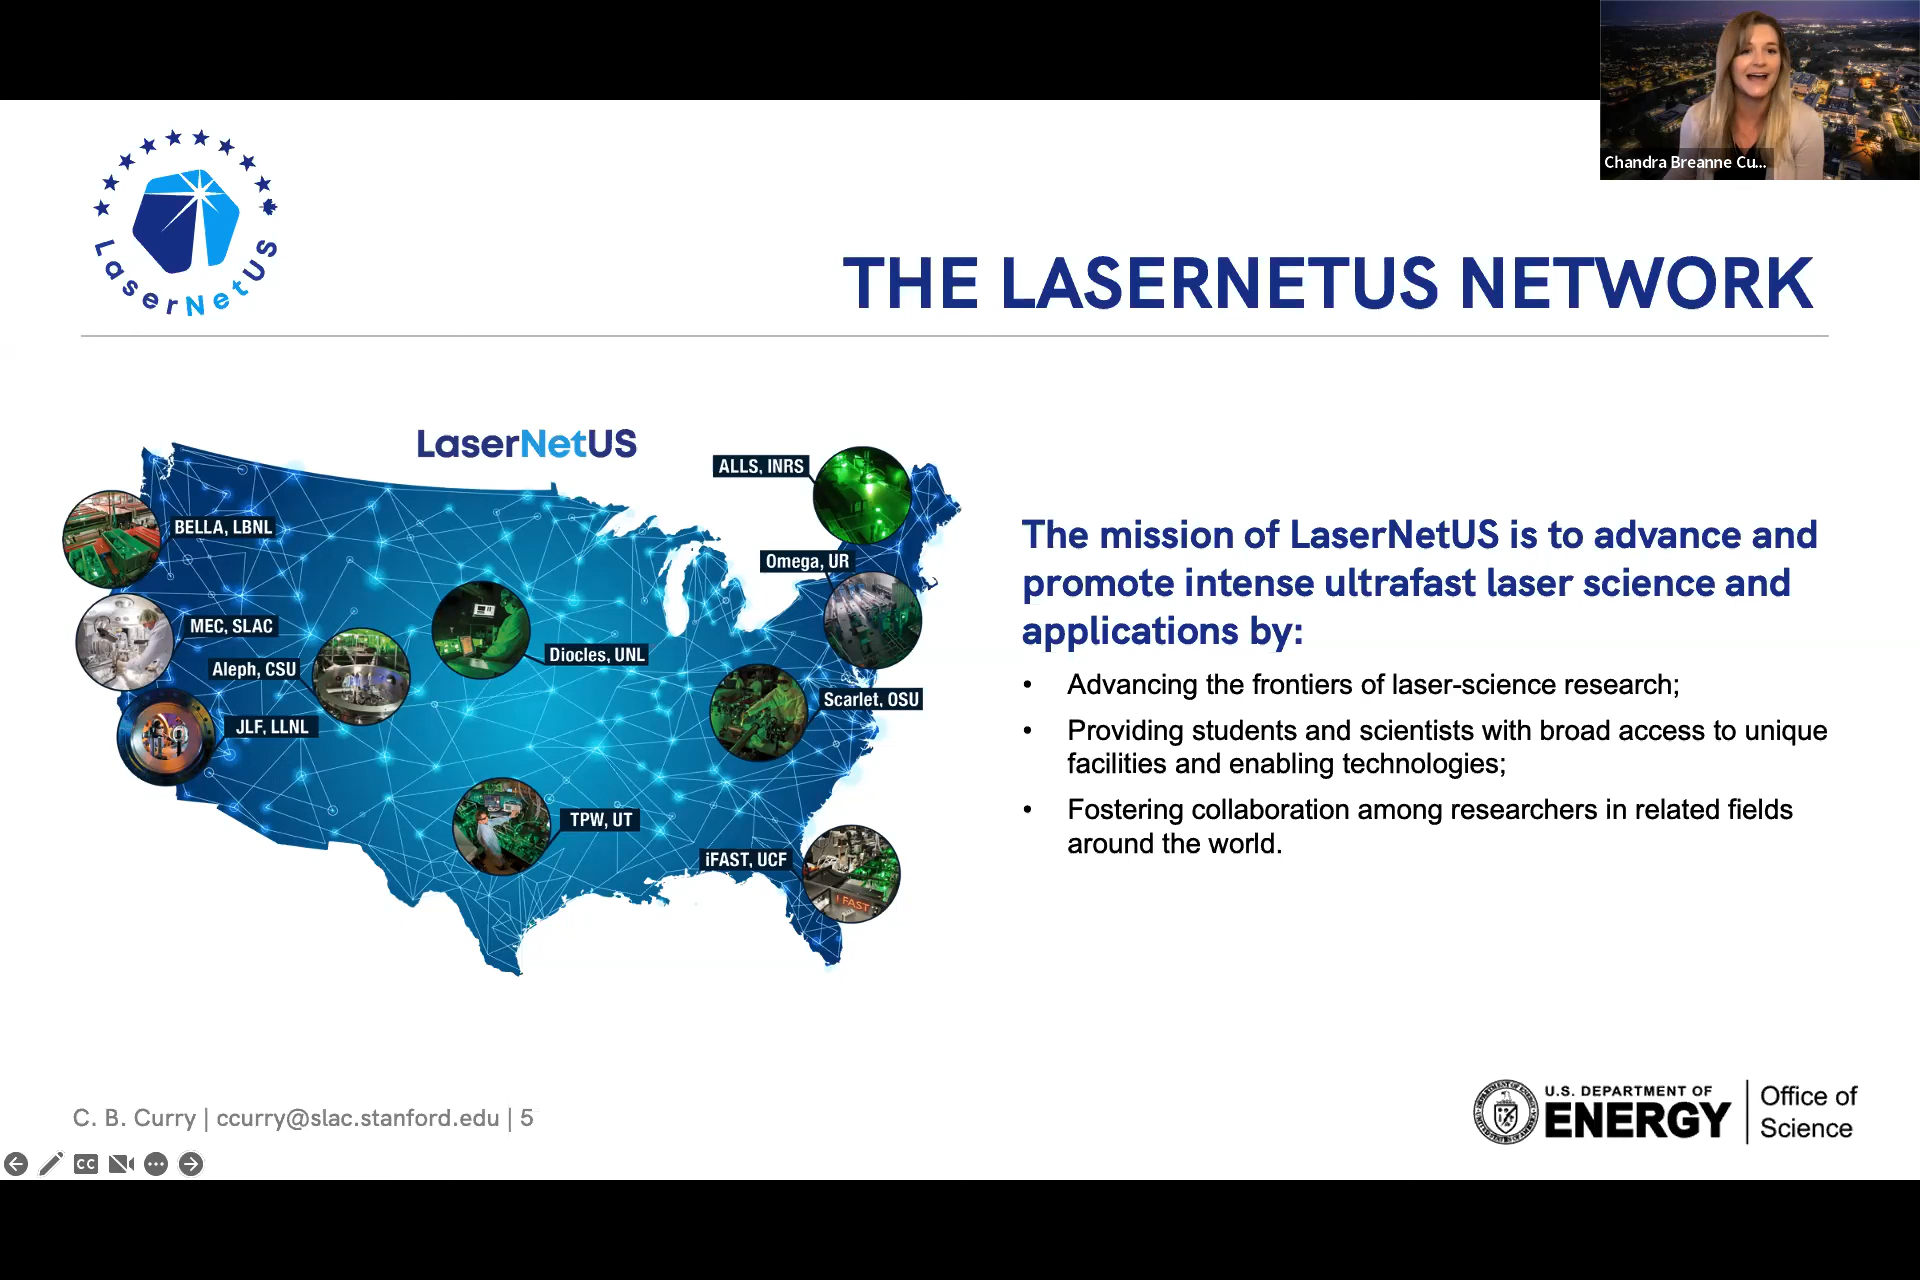 Chandra Breanne Cu...
LaserNetUS
THE LASERNETUS NETWORK
LaserNetUS
ALLS, INRS
BELLA, LBNL
Omega, UR
MEC, SLAC
Diocles, UNL
Aleph, CSU
Scarlet, OSU
JLF, LLNL
TPW, UT
iFAST, UCF
I FAST
The mission of LaserNetUS is to advance and
promote intense ultrafast laser science and
applications by:
• Advancing the frontiers of laser-science research;
• Providing students and scientists with broad access to unique
facilities and enabling technologies;
• Fostering collaboration among researchers in related fields
around the world.
C. B. Curry | ccurry@slac.stanford.edu | 5
U.S. DEPARTMENT OF
ENERGY
Office of
Science
CC